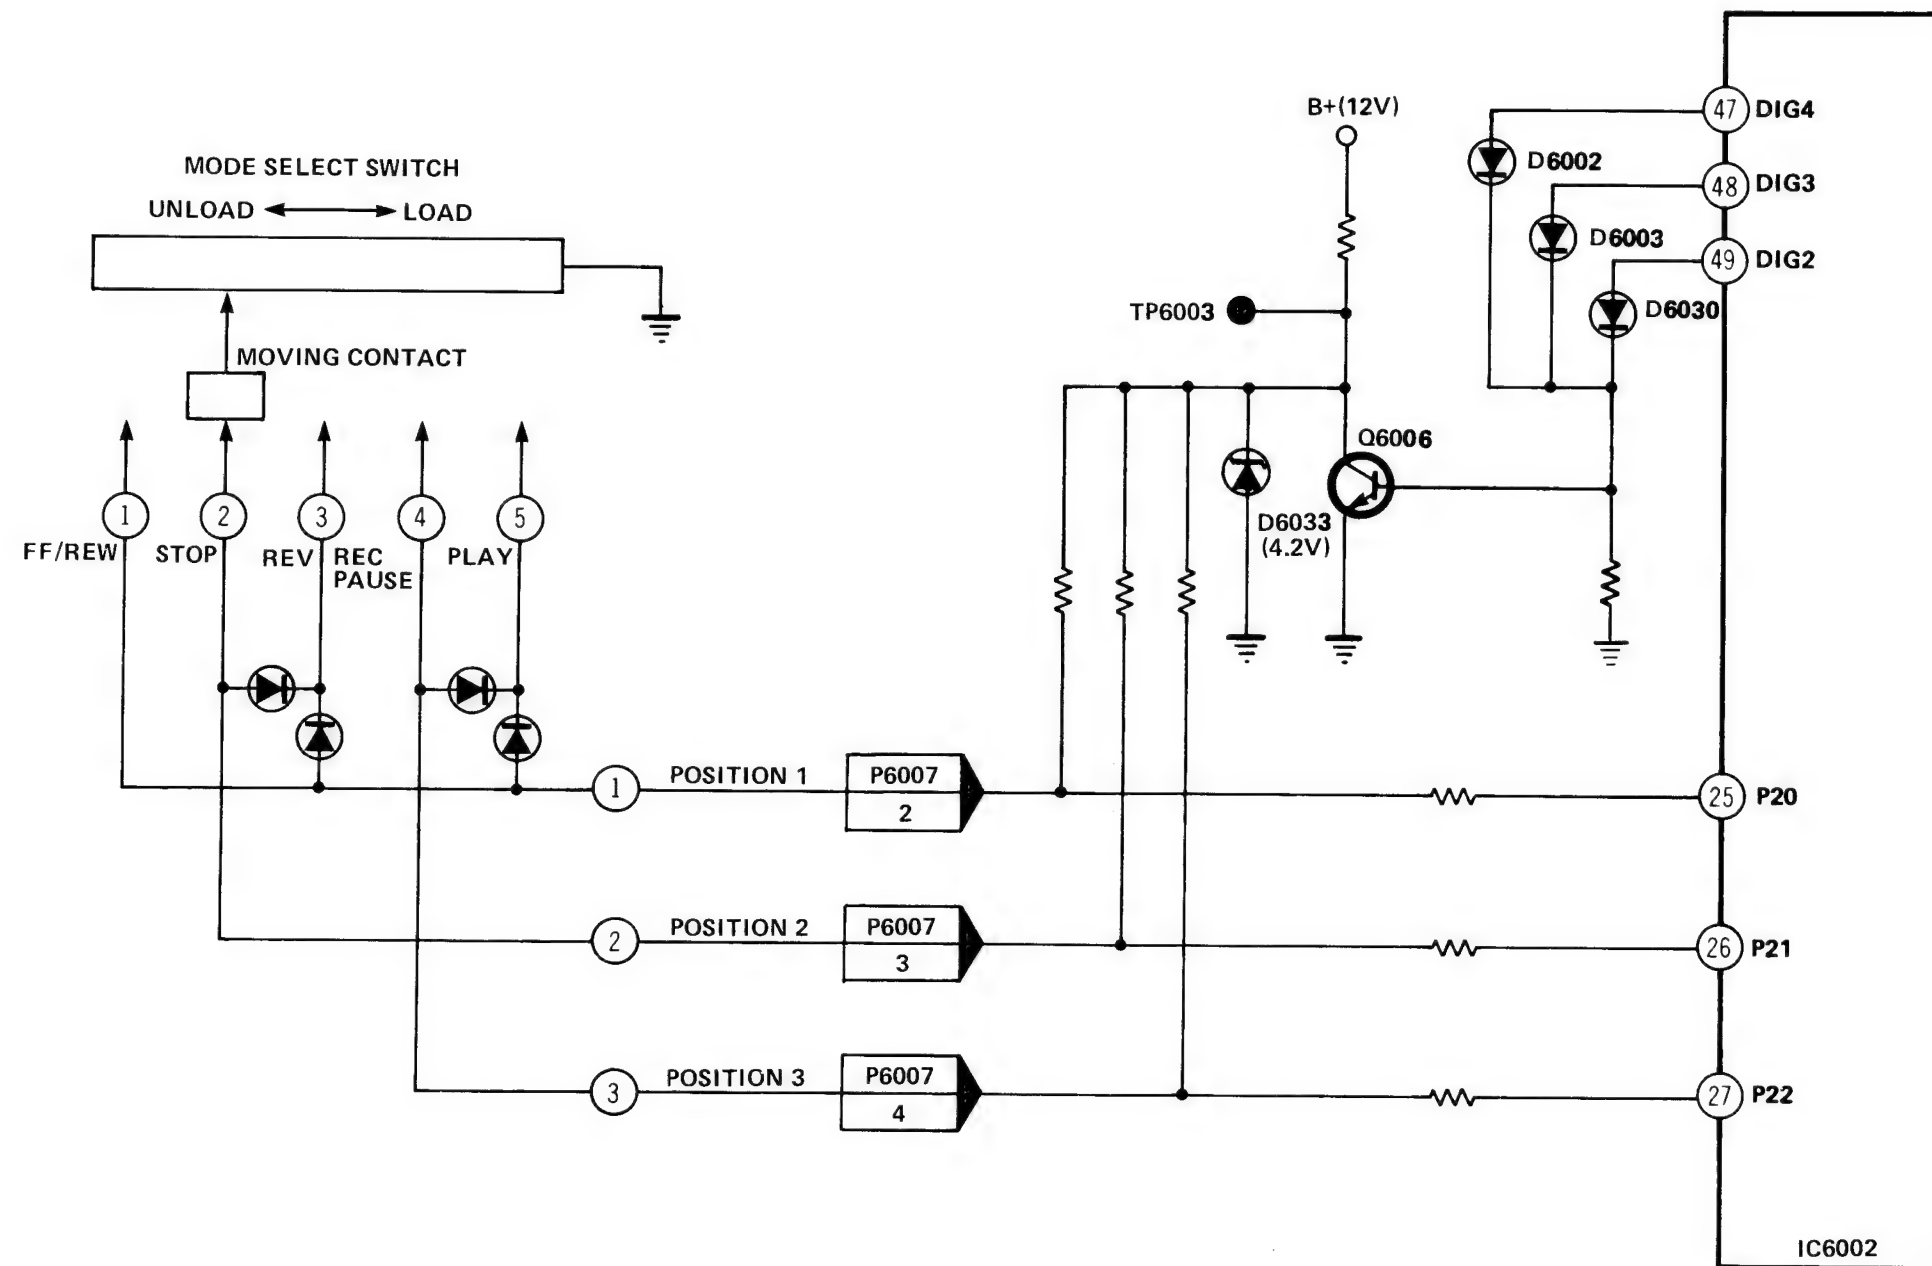 MODE SELECT SWITCH
UNLOAD LOAD
MOVING CONTACT
1 2 3 4 5
FF/REW STOP REV REC PAUSE PLAY
B+(12V)
TP6003
D6033
(4.2V)
Q6006
D6002
D6003
D6030
47 DIG4
48 DIG3
49 DIG2
1 POSITION 1 P6007
2
25 P20
2 POSITION 2 P6007
3
26 P21
3 POSITION 3 P6007
4
27 P22
IC6002